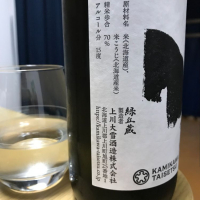 原材料名 米(北海道産)、
米こうじ(北海道産米)
精米歩合 70%
アルコール分 15度
緑丘蔵
製造者
上川大雪酒造株式会社
北海道上川郡上川町旭町25番地1
KAMIKAWA
TAISETSU